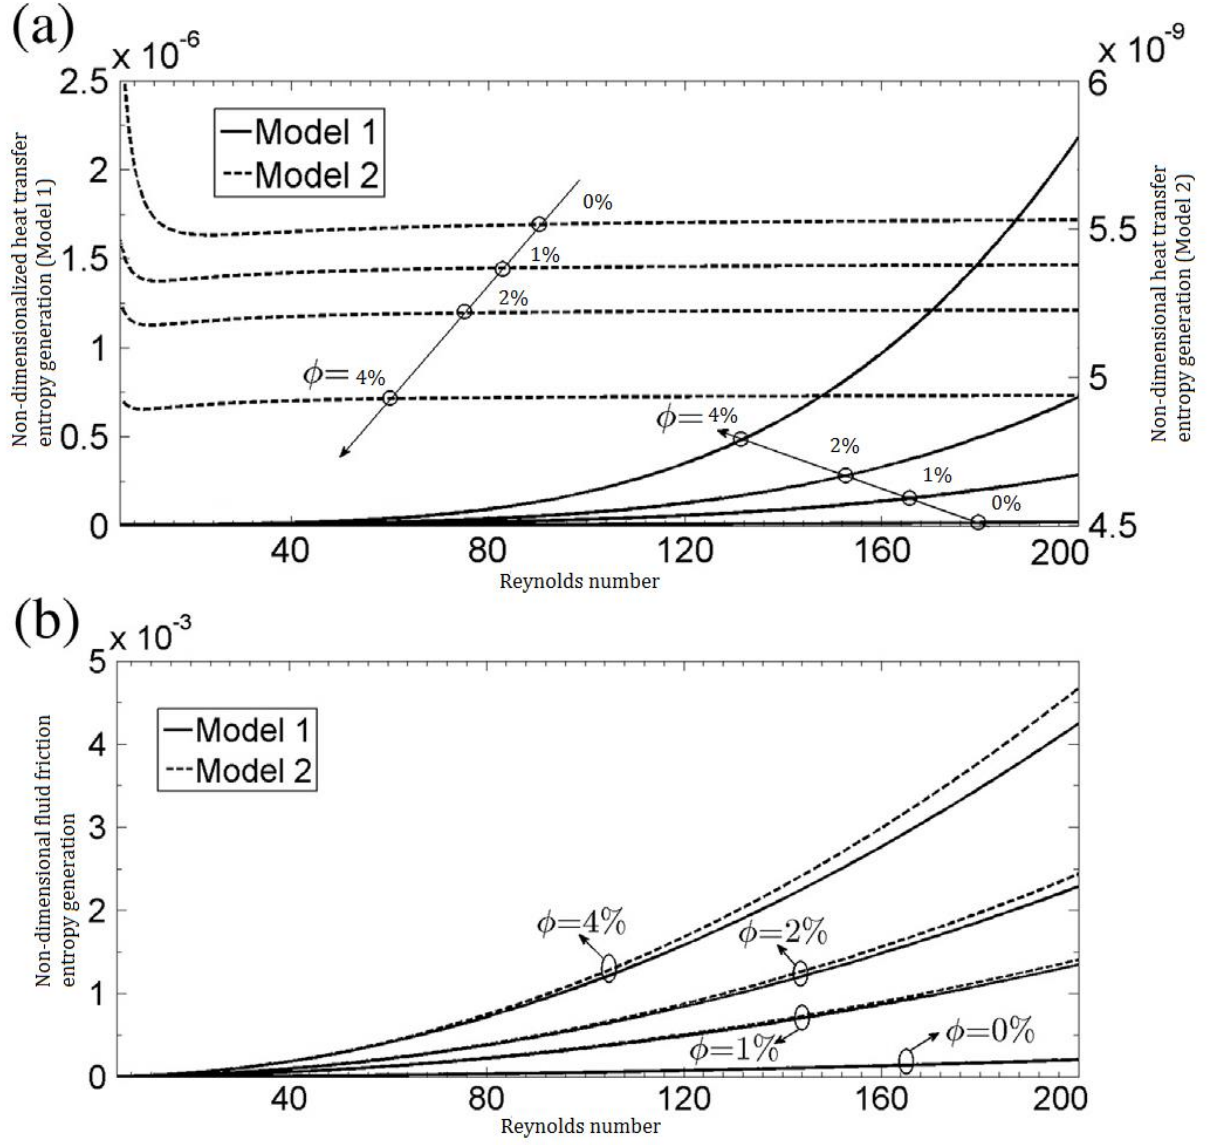 (a)
x 10^-6
x 10^-9
2.5
6
Model 1
Model 2
2
0%
5.5
1.5
1%
2%
1
ϕ= 4%
5
ϕ= 4%
0.5
2%
1%
0%
0
4.5
40
80
120
160
200
Reynolds number
Non-dimensionalized heat transfer
entropy generation (Model 1)
Non-dimensional heat transfer
entropy generation (Model 2)
(b)
x 10^-3
5
Model 1
Model 2
4
3
2
ϕ=4%
ϕ=2%
1
ϕ=1%
ϕ=0%
0
40
80
120
160
200
Reynolds number
Non-dimensional fluid friction
entropy generation